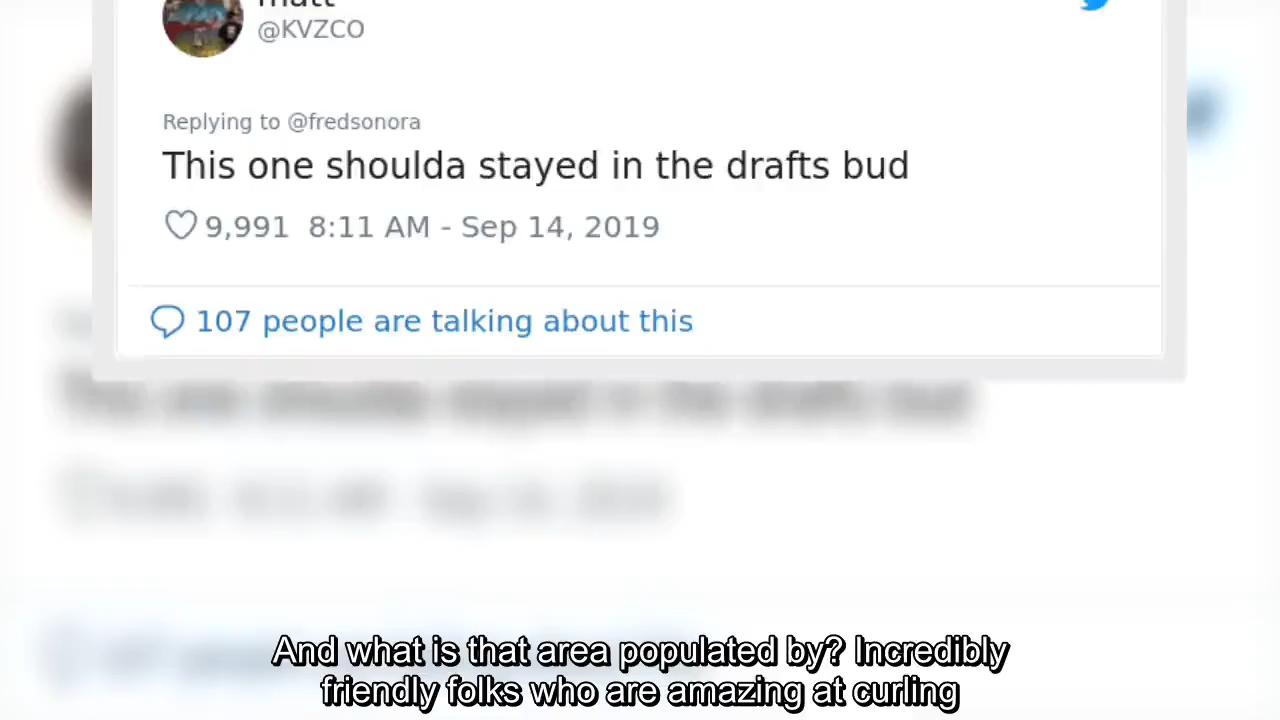 matt
@KVZCO
Replying to @fredsonora
This one shoulda stayed in the drafts bud
9,991 8:11 AM - Sep 14, 2019
107 people are talking about this
And what is that area populated by? Incredibly
friendly folks who are amazing at curling